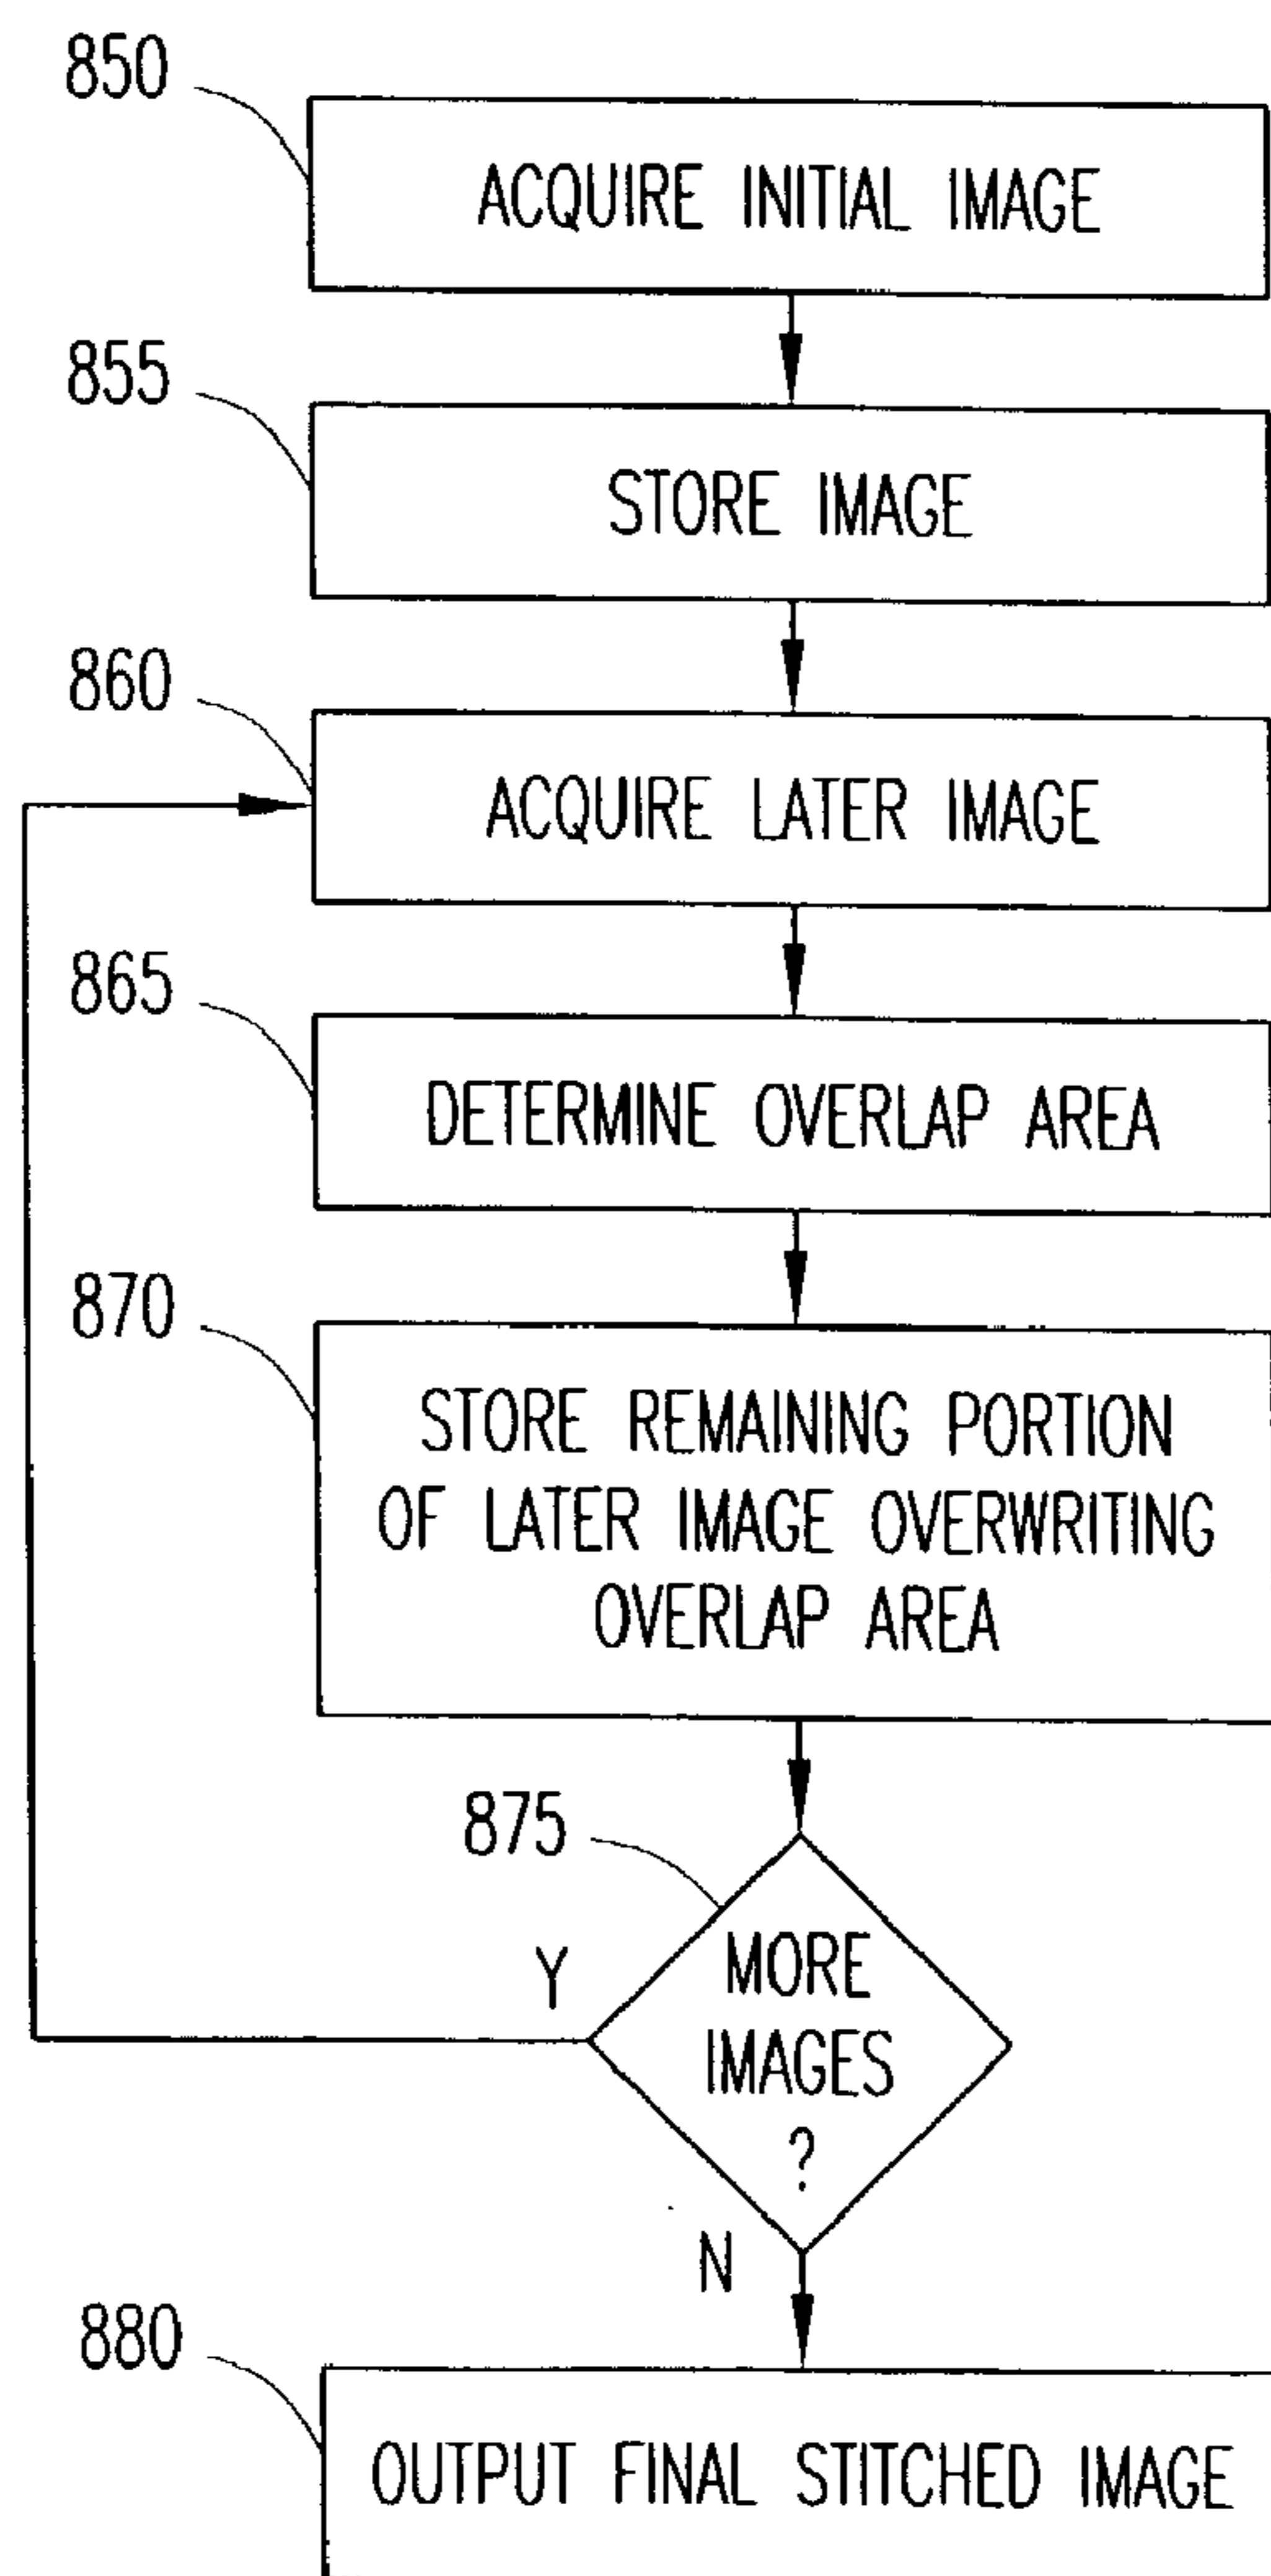 850
ACQUIRE INITIAL IMAGE
855
STORE IMAGE
860
ACQUIRE LATER IMAGE
865
DETERMINE OVERLAP AREA
870
STORE REMAINING PORTION
OF LATER IMAGE OVERWRITING
OVERLAP AREA
875
MORE
IMAGES
?
Y
N
880
OUTPUT FINAL STITCHED IMAGE